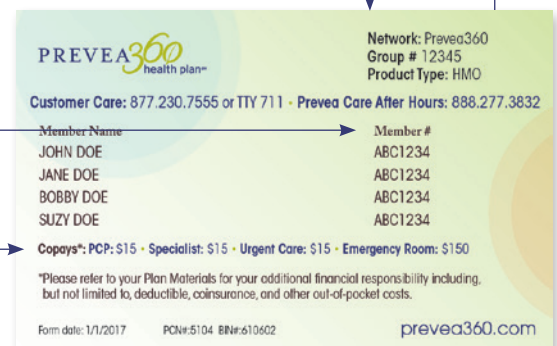 PREVEA360
health plan℠
Network: Prevea360
Group # 12345
Product Type: HMO
Customer Care: 877.230.7555 or TTY 711 • Prevea Care After Hours: 888.277.3832
Member Name Member #
JOHN DOE ABC1234
JANE DOE ABC1234
BOBBY DOE ABC1234
SUZY DOE ABC1234
Copays*: PCP: $15 • Specialist: $15 • Urgent Care: $15 • Emergency Room: $150
*Please refer to your Plan Materials for your additional financial responsibility including,
but not limited to, deductible, coinsurance, and other out-of-pocket costs.
Form date: 1/1/2017 PCN#:5104 BIN#:610602 prevea360.com